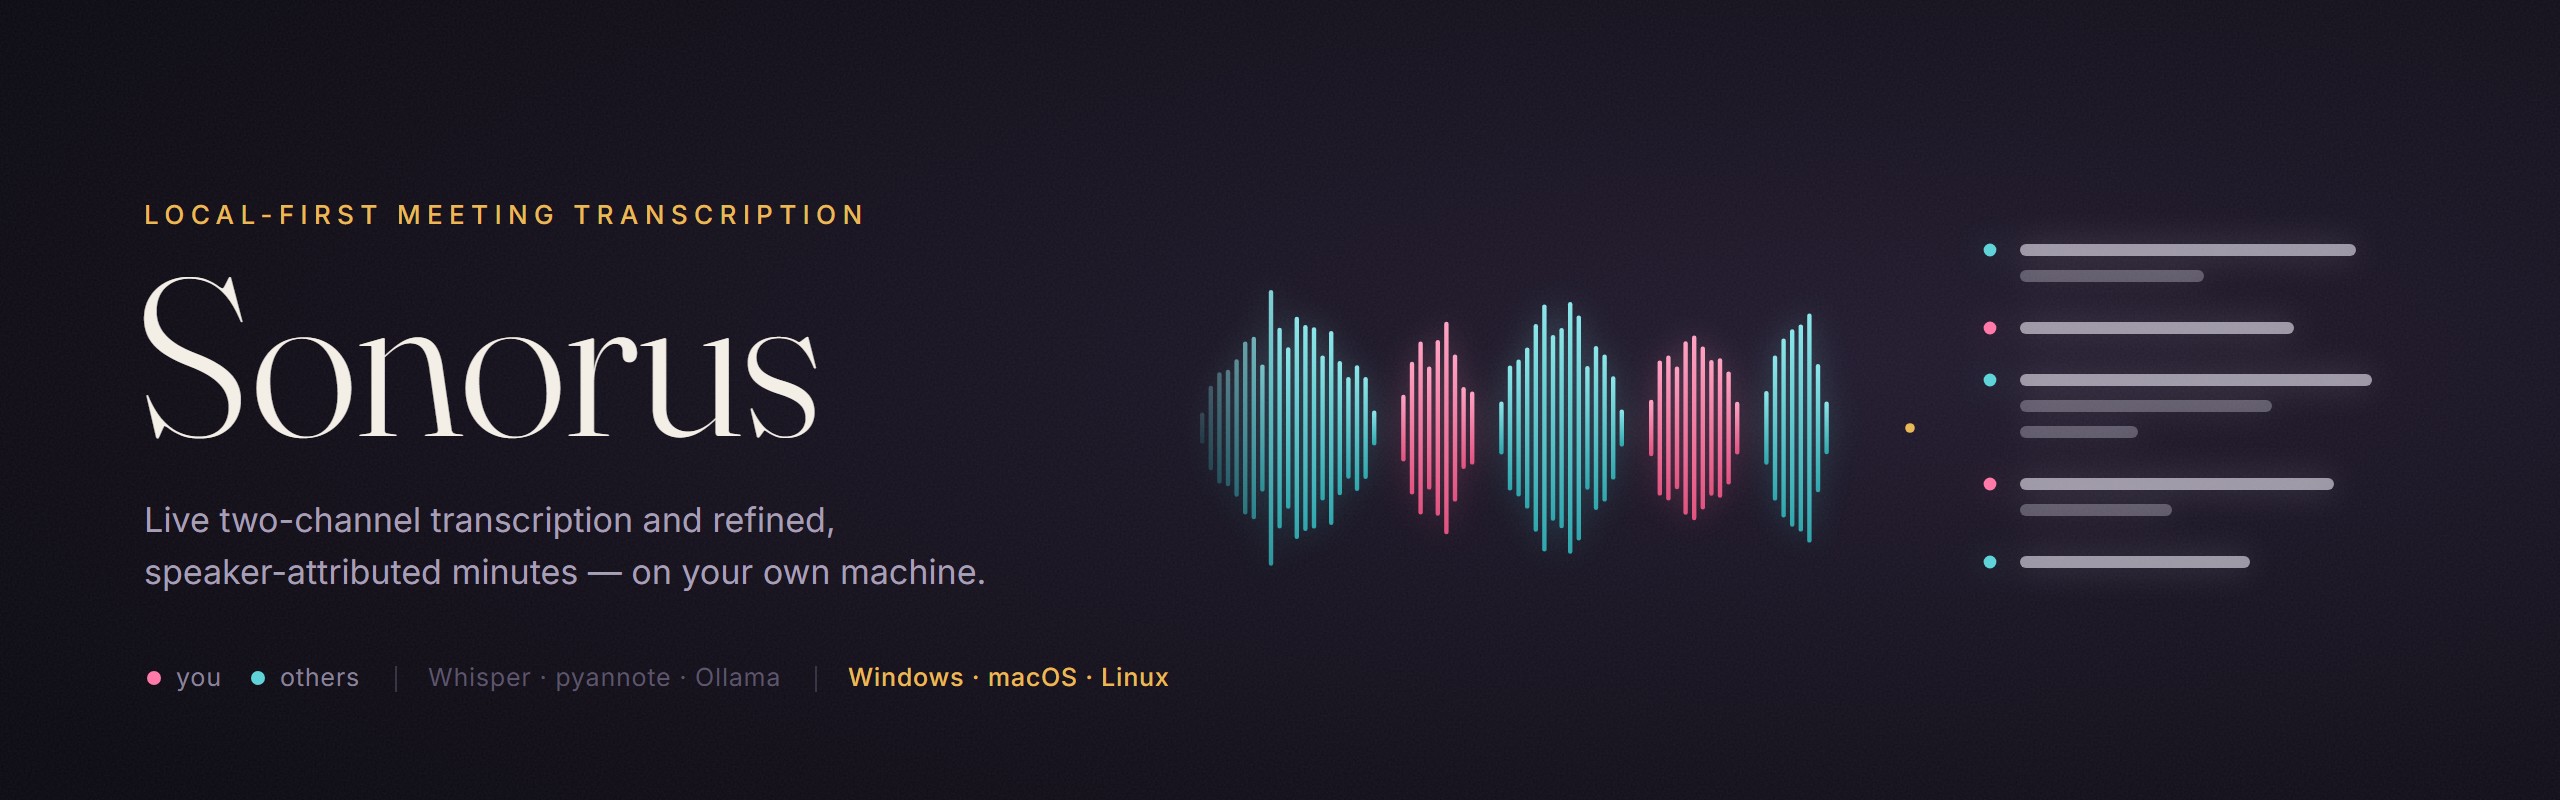 LOCAL-FIRST MEETING TRANSCRIPTION
Sonorus
Live two-channel transcription and refined,
speaker-attributed minutes — on your own machine.
you others | Whisper · pyannote · Ollama | Windows · macOS · Linux